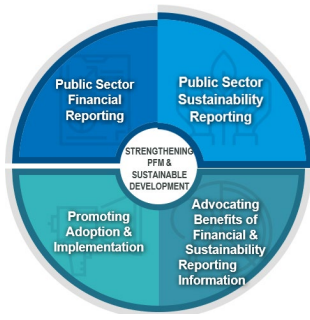 Public Sector
Financial
Reporting
Public Sector
Sustainability
Reporting
STRENGTHENING
PFM &
SUSTAINABLE
DEVELOPMENT
Promoting
Adoption &
Implementation
Advocating
Benefits of
Financial &
Sustainability
Reporting
Information